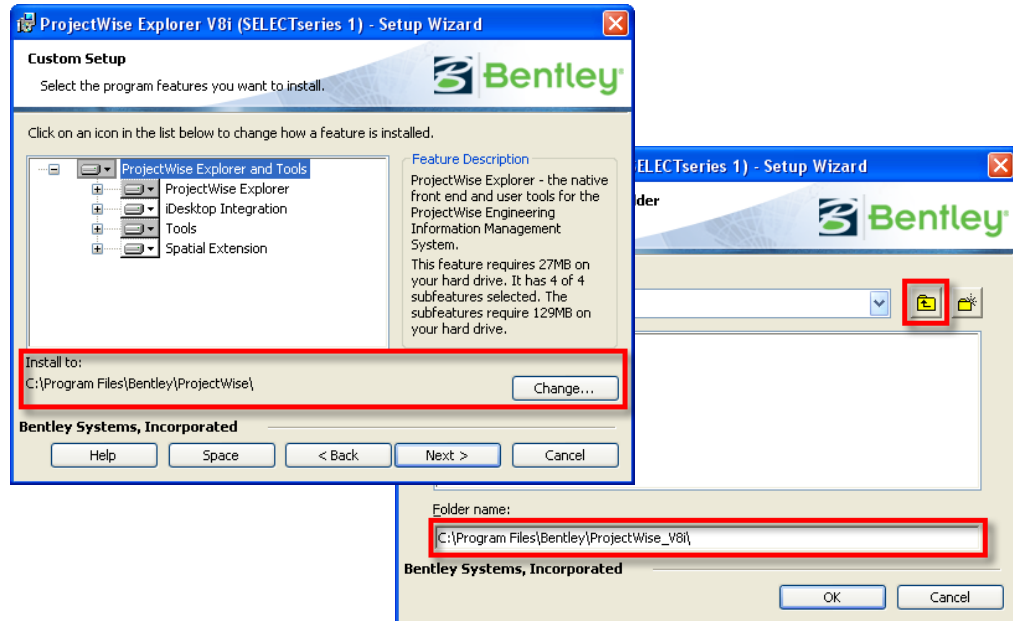 ProjectWise Explorer V8i (SELECTseries 1) - Setup Wizard
Custom Setup
Select the program features you want to install.
Bentley
Click on an icon in the list below to change how a feature is installed.
ProjectWise Explorer and Tools
ProjectWise Explorer
iDesktop Integration
Tools
Spatial Extension
Feature Description
ProjectWise Explorer - the native
front end and user tools for the
ProjectWise Engineering
Information Management
System.
This feature requires 27MB on
your hard drive. It has 4 of 4
subfeatures selected. The
subfeatures require 129MB on
your hard drive.
Install to:
C:\Program Files\Bentley\ProjectWise\
Change...
Bentley Systems, Incorporated
Help Space < Back Next > Cancel
ELECTseries 1) - Setup Wizard
lder
Bentley
Folder name:
C:\Program Files\Bentley\ProjectWise_V8i\
Bentley Systems, Incorporated
OK Cancel